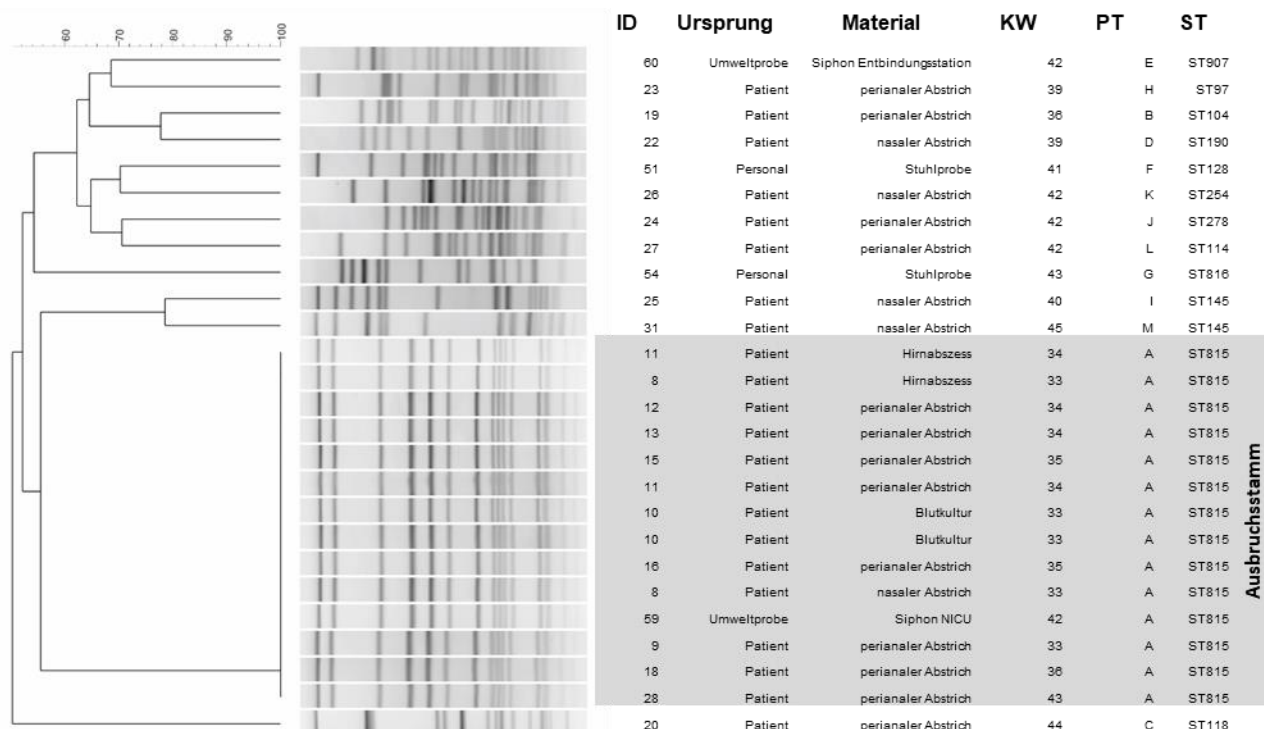 60 70 80 90 100
ID Ursprung Material KW PT ST
60 Umweltprobe Siphon Entbindungsstation 42 E ST907
23 Patient perianaler Abstrich 39 H ST97
19 Patient perianaler Abstrich 36 B ST104
22 Patient nasaler Abstrich 39 D ST190
51 Personal Stuhlprobe 41 F ST128
26 Patient nasaler Abstrich 42 K ST254
24 Patient perianaler Abstrich 42 J ST278
27 Patient perianaler Abstrich 42 L ST114
54 Personal Stuhlprobe 43 G ST816
25 Patient nasaler Abstrich 40 I ST145
31 Patient nasaler Abstrich 45 M ST145
11 Patient Hirnabszess 34 A ST815
8 Patient Hirnabszess 33 A ST815
12 Patient perianaler Abstrich 34 A ST815
13 Patient perianaler Abstrich 34 A ST815
15 Patient perianaler Abstrich 35 A ST815
11 Patient perianaler Abstrich 34 A ST815
10 Patient Blutkultur 33 A ST815
10 Patient Blutkultur 33 A ST815
16 Patient perianaler Abstrich 35 A ST815
8 Patient nasaler Abstrich 33 A ST815
59 Umweltprobe Siphon NICU 42 A ST815
9 Patient perianaler Abstrich 33 A ST815
18 Patient perianaler Abstrich 36 A ST815
28 Patient perianaler Abstrich 43 A ST815
20 Patient perianaler Abstrich 44 C ST118
Ausbruchsstamm